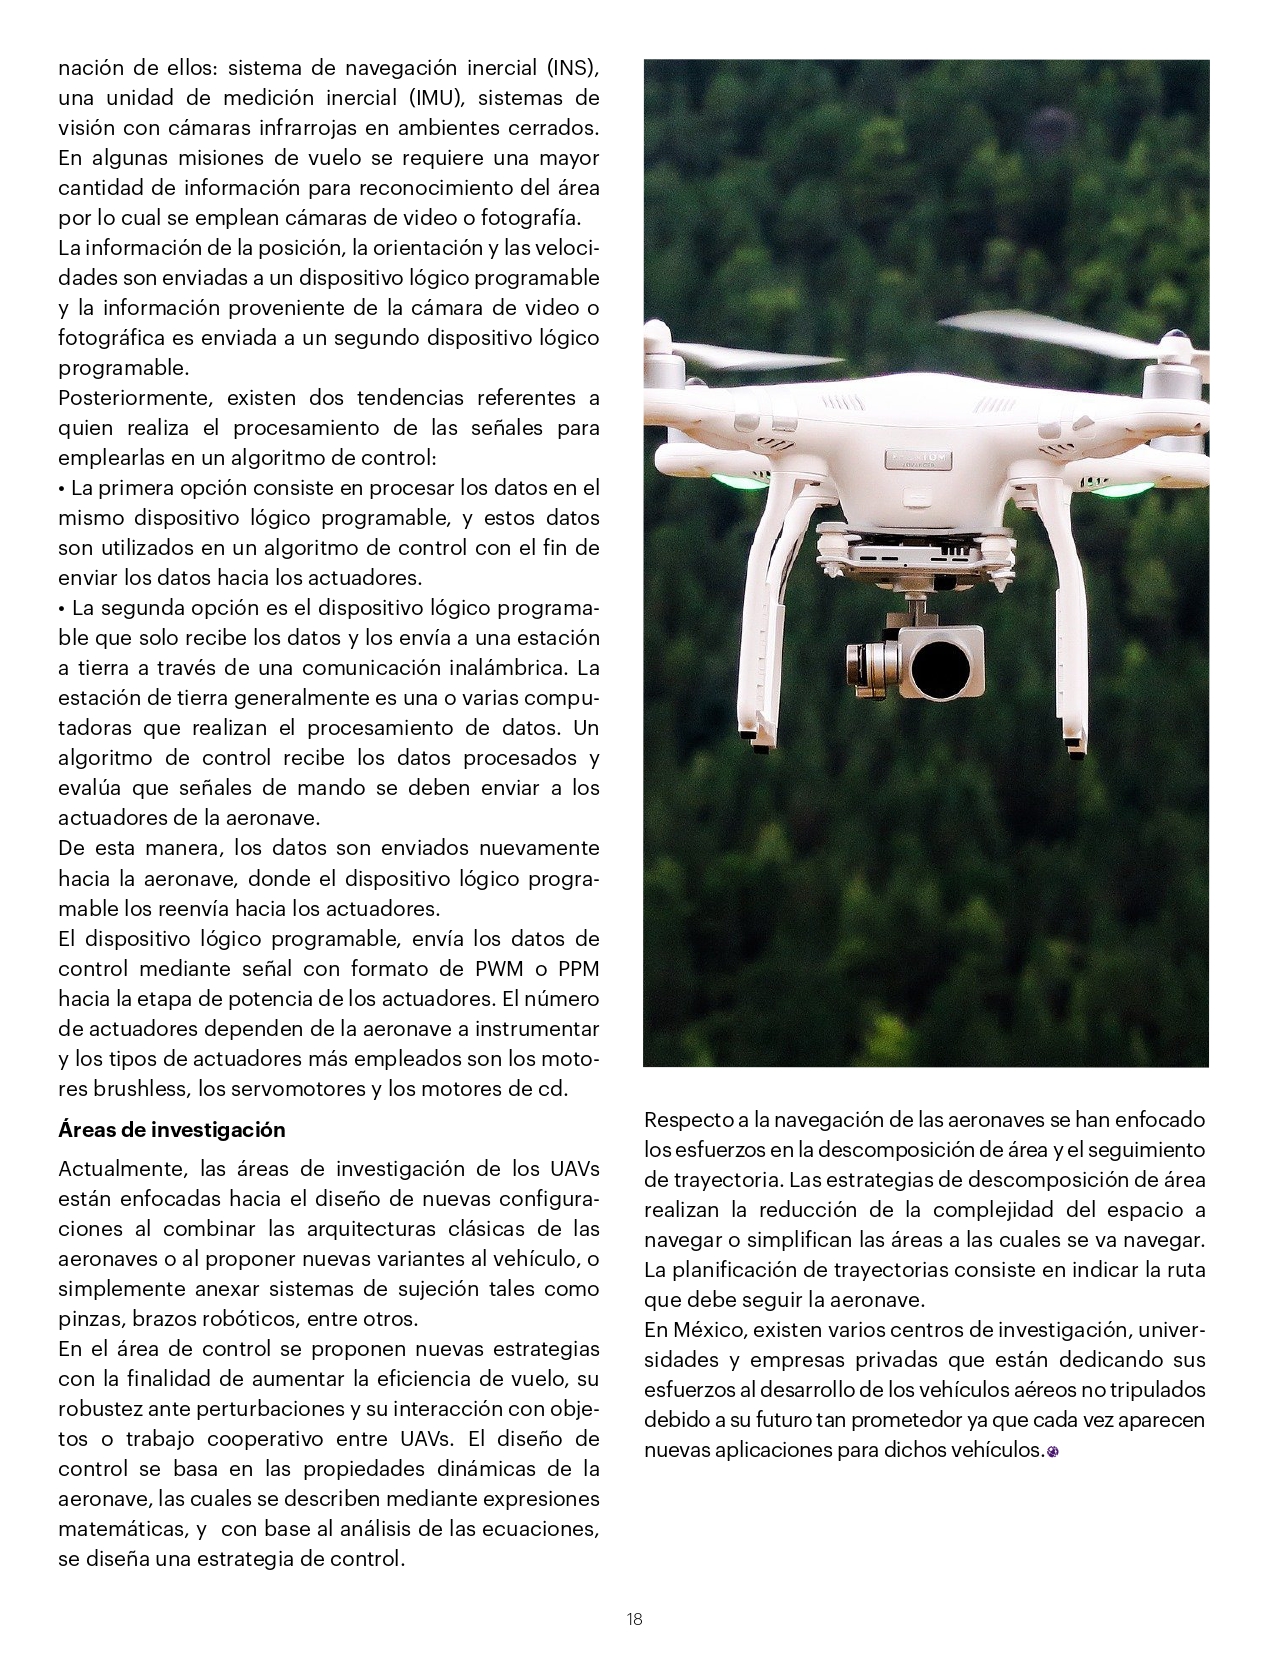 nación de ellos: sistema de navegación inercial (INS),
una unidad de medición inercial (IMU), sistemas de
visión con cámaras infrarrojas en ambientes cerrados.
En algunas misiones de vuelo se requiere una mayor
cantidad de información para reconocimiento del área
por lo cual se emplean cámaras de video o fotografía.
La información de la posición, la orientación y las veloci-
dades son enviadas a un dispositivo lógico programable
y la información proveniente de la cámara de video o
fotográfica es enviada a un segundo dispositivo lógico
programable.
Posteriormente, existen dos tendencias referentes a
quien realiza el procesamiento de las señales para
emplearlas en un algoritmo de control:
• La primera opción consiste en procesar los datos en el
mismo dispositivo lógico programable, y estos datos
son utilizados en un algoritmo de control con el fin de
enviar los datos hacia los actuadores.
• La segunda opción es el dispositivo lógico programa-
ble que solo recibe los datos y los envía a una estación
a tierra a través de una comunicación inalámbrica. La
estación de tierra generalmente es una o varias compu-
tadoras que realizan el procesamiento de datos. Un
algoritmo de control recibe los datos procesados y
evalúa que señales de mando se deben enviar a los
actuadores de la aeronave.
De esta manera, los datos son enviados nuevamente
hacia la aeronave, donde el dispositivo lógico progra-
mable los reenvía hacia los actuadores.
El dispositivo lógico programable, envía los datos de
control mediante señal con formato de PWM o PPM
hacia la etapa de potencia de los actuadores. El número
de actuadores dependen de la aeronave a instrumentar
y los tipos de actuadores más empleados son los moto-
res brushless, los servomotores y los motores de cd.
Áreas de investigación
Actualmente, las áreas de investigación de los UAVs
están enfocadas hacia el diseño de nuevas configura-
ciones al combinar las arquitecturas clásicas de las
aeronaves o al proponer nuevas variantes al vehículo, o
simplemente anexar sistemas de sujeción tales como
pinzas, brazos robóticos, entre otros.
En el área de control se proponen nuevas estrategias
con la finalidad de aumentar la eficiencia de vuelo, su
robustez ante perturbaciones y su interacción con obje-
tos o trabajo cooperativo entre UAVs. El diseño de
control se basa en las propiedades dinámicas de la
aeronave, las cuales se describen mediante expresiones
matemáticas, y con base al análisis de las ecuaciones,
se diseña una estrategia de control.
PHANTOM
Respecto a la navegación de las aeronaves se han enfocado
los esfuerzos en la descomposición de área y el seguimiento
de trayectoria. Las estrategias de descomposición de área
realizan la reducción de la complejidad del espacio a
navegar o simplifican las áreas a las cuales se va navegar.
La planificación de trayectorias consiste en indicar la ruta
que debe seguir la aeronave.
En México, existen varios centros de investigación, univer-
sidades y empresas privadas que están dedicando sus
esfuerzos al desarrollo de los vehículos aéreos no tripulados
debido a su futuro tan prometedor ya que cada vez aparecen
nuevas aplicaciones para dichos vehículos.
18